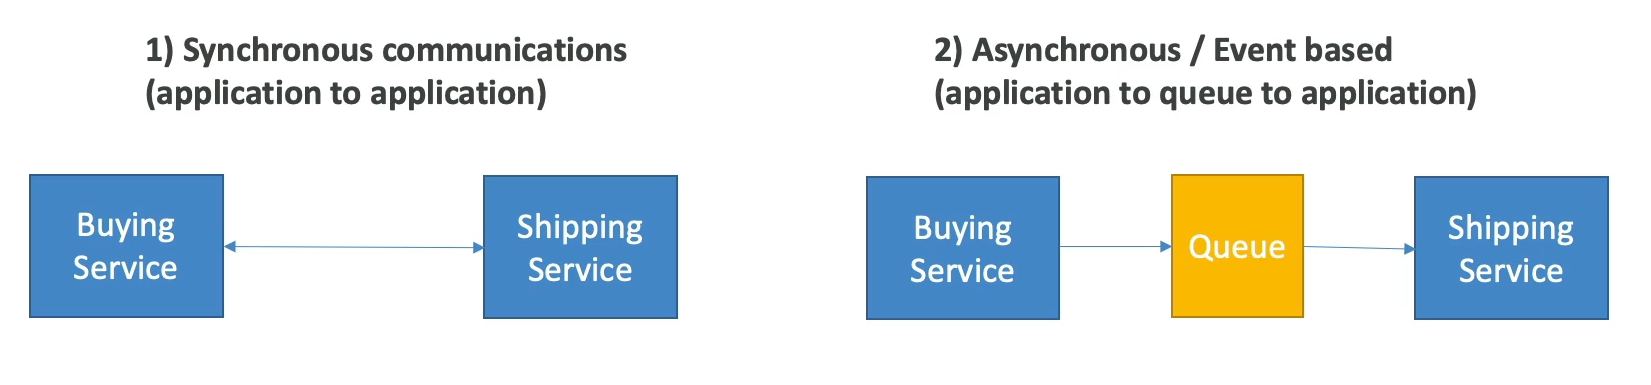 1) Synchronous communications
(application to application)
2) Asynchronous / Event based
(application to queue to application)
Buying
Service
Shipping
Service
Buying
Service
Queue
Shipping
Service